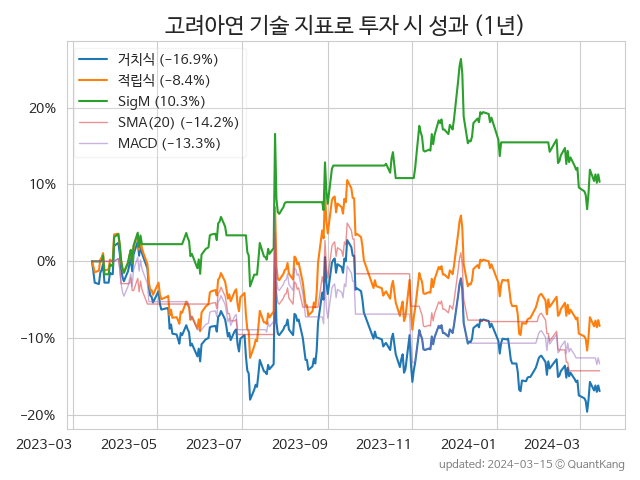 고려아연 기술 지표로 투자 시 성과 (1년)
거치식 (−16.9%)
적립식 (−8.4%)
SigM (10.3%)
SMA(20) (−14.2%)
MACD (−13.3%)
20%
10%
0%
−10%
−20%
2023-03 2023-05 2023-07 2023-09 2023-11 2024-01 2024-03
updated: 2024-03-15 © QuantKang